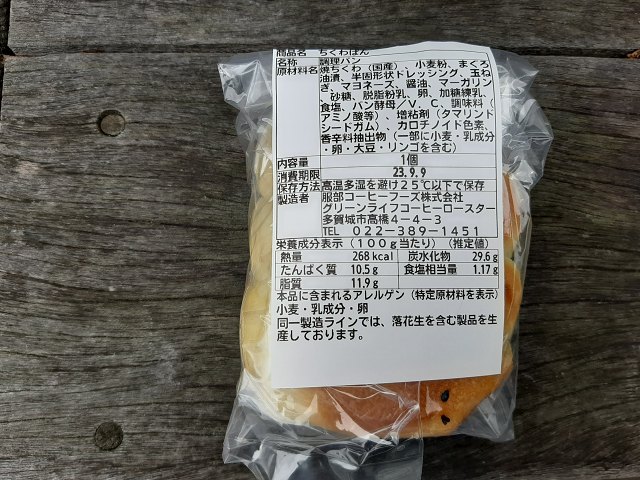 商品名 ちくわぱん
名称 調理パン
原材料名 焼ちくわ（国産）、小麦粉、まぐろ
油漬、半固形状ドレッシング、玉ね
ぎ、マヨネーズ、醤油、マーガリン
、砂糖、脱脂粉乳、卵、加糖練乳、
食塩、パン酵母／V．C、調味料（
アミノ酸等）、増粘剤（タマリンド
シードガム）、カロチノイド色素、
香辛料抽出物（一部に小麦・乳成分
・卵・大豆・リンゴを含む）
内容量 1個
消費期限 23.9.9
保存方法 高温多湿を避け25℃以下で保存
製造者 服部コーヒーフーズ株式会社
グリーンライフコーヒーロースター
多賀城市高橋4－4－3
TEL 022－389－1451
栄養成分表示（100g当たり）（推定値）
熱量 268kcal 炭水化物 29.6g
たんぱく質 10.5g 食塩相当量 1.17g
脂質 11.9g
本品に含まれるアレルゲン（特定原材料を表示）
小麦・乳成分・卵
同一製造ラインでは、落花生を含む製品を生
産しております。